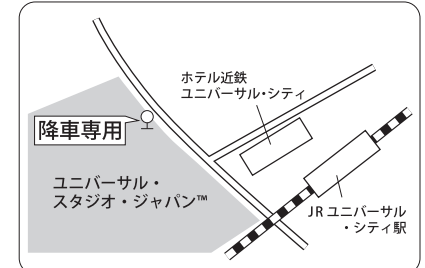 ホテル近鉄
ユニバーサル・シティ
降車専用
ユニバーサル・
スタジオ・ジャパン™
JR ユニバーサル
・シティ駅